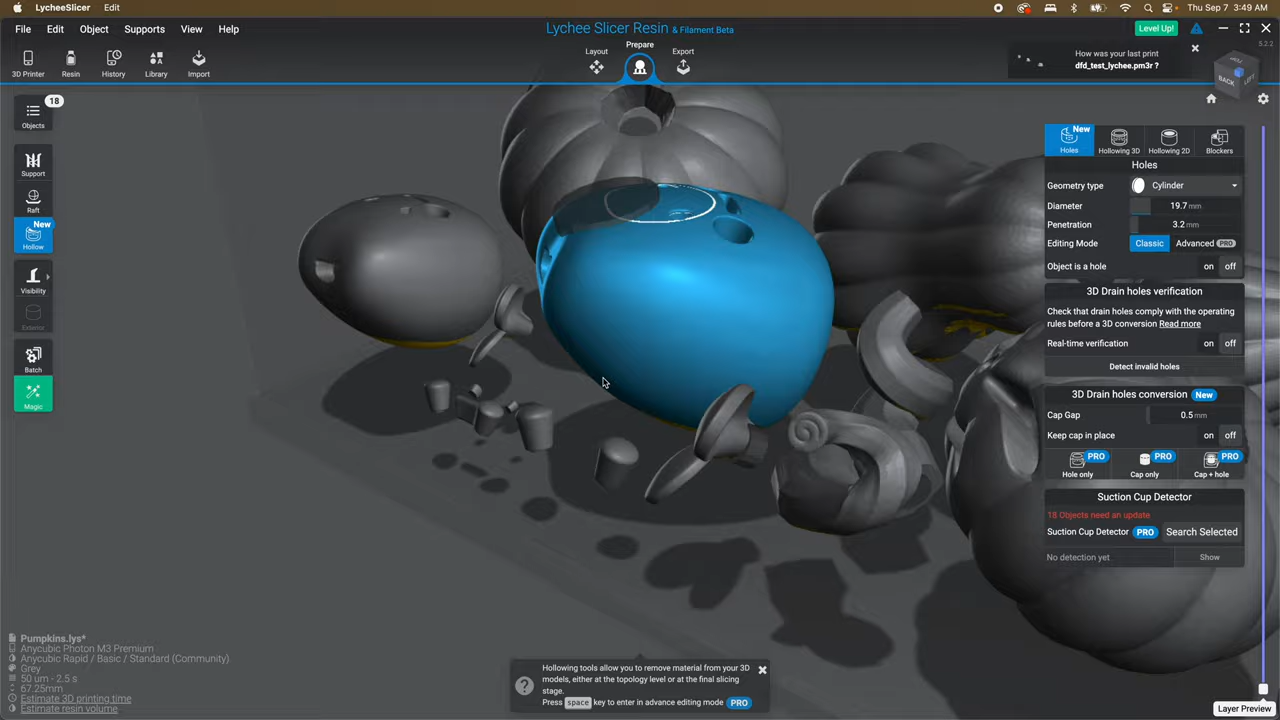 LycheeSlicer Edit
Thu Sep 7 3:49 AM
File Edit Object Supports View Help
Lychee Slicer Resin & Filament Beta
Level Up!
3D Printer Resin History Library Import
Layout Prepare Export
How was your last print
dfd_test_lychee.pm3r ?
5.2.2
BACK LEFT
18
Objects
Support
Raft
New
Hollow
Visibility
Exterior
Batch
Magic
New
Holes Hollowing 3D Hollowing 2D Blockers
Holes
Geometry type Cylinder
Diameter 19.7 mm
Penetration 3.2 mm
Editing Mode Classic Advanced PRO
Object is a hole on off
3D Drain holes verification
Check that drain holes comply with the operating
rules before a 3D conversion Read more
Real-time verification on off
Detect invalid holes
3D Drain holes conversion New
Cap Gap 0.5 mm
Keep cap in place on off
PRO PRO PRO
Hole only Cap only Cap + hole
Suction Cup Detector
18 Objects need an update
Suction Cup Detector PRO Search Selected
No detection yet Show
Pumpkins.lys*
Anycubic Photon M3 Premium
Anycubic Rapid / Basic / Standard (Community)
Grey
50 um - 2.5 s
67.25mm
Estimate 3D printing time
Estimate resin volume
Hollowing tools allow you to remove material from your 3D
models, either at the topology level or at the final slicing
stage.
Press space key to enter in advance editing mode PRO
Layer Preview